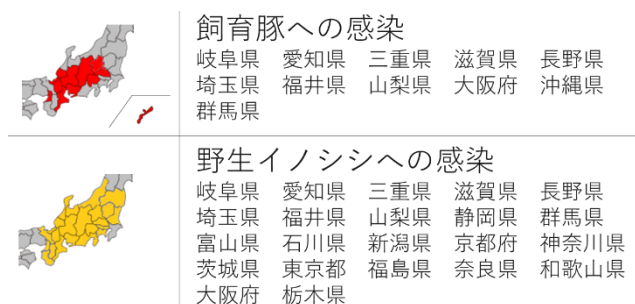 飼育豚への感染
岐阜県 愛知県 三重県 滋賀県 長野県
埼玉県 福井県 山梨県 大阪府 沖縄県
群馬県
野生イノシシへの感染
岐阜県 愛知県 三重県 滋賀県 長野県
埼玉県 福井県 山梨県 静岡県 群馬県
富山県 石川県 新潟県 京都府 神奈川県
茨城県 東京都 福島県 奈良県 和歌山県
大阪府 栃木県